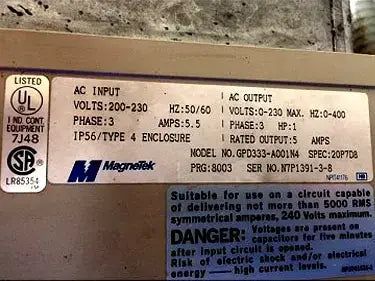 LISTED
UL
IND. CONT.
EQUIPMENT
7J48
SA
LR85354
AC INPUT
VOLTS:200-230 HZ:50/60
PHASE:3 AMPS:5.5
IP56/TYPE 4 ENCLOSURE
AC OUTPUT
VOLTS:0-230 MAX. HZ:0-400
PHASE:3 HP:1
RATED OUTPUT:5 AMPS
MODEL NO.GPD333-A001N4 SPEC:20P7D8
MAGNETEK
PRG:8003 SER NO.N7P1391-3-8
Suitable for use on a circuit capable
of delivering not more than 5000 RMS
symmetrical amperes, 240 Volts maximum.
DANGER: Voltages are present on
capacitors for five minutes
after input circuit is opened.
Risk of electric shock and/or electrical
energy — high current levels.